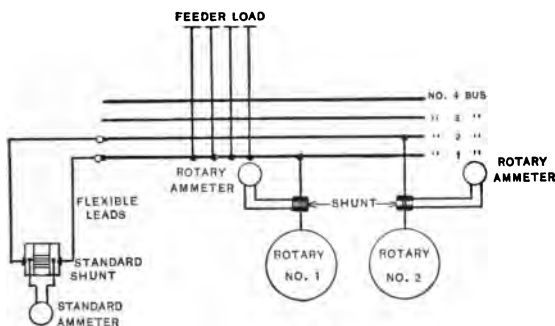 FEEDER LOAD
NO. 4 BUS
" 3 "
" 2 "
" 1 "
ROTARY
AMMETER
ROTARY
AMMETER
FLEXIBLE
LEADS
SHUNT
STANDARD
SHUNT
ROTARY
NO. 1
ROTARY
NO. 2
STANDARD
AMMETER